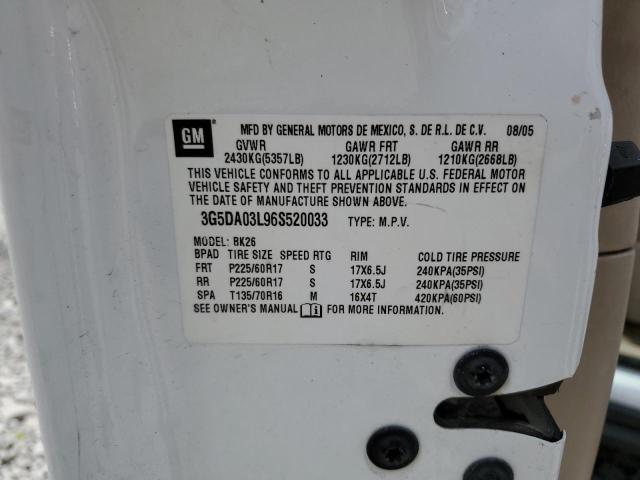 GM
MFD BY GENERAL MOTORS DE MEXICO, S. DE R.L. DE C.V. 08/05
GVWR GAWR FRT GAWR RR
2430KG(5357LB) 1230KG(2712LB) 1210KG(2668LB)
THIS VEHICLE CONFORMS TO ALL APPLICABLE U.S. FEDERAL MOTOR
VEHICLE SAFETY AND THEFT PREVENTION STANDARDS IN EFFECT ON
THE DATE OF MANUFACTURE SHOWN ABOVE.
3G5DA03L96S520033 TYPE: M.P.V.
MODEL: BK26
BPAD TIRE SIZE SPEED RTG RIM COLD TIRE PRESSURE
FRT P225/60R17 S 17X6.5J 240KPA(35PSI)
RR P225/60R17 S 17X6.5J 240KPA(35PSI)
SPA T135/70R16 M 16X4T 420KPA(60PSI)
SEE OWNER'S MANUAL FOR MORE INFORMATION.